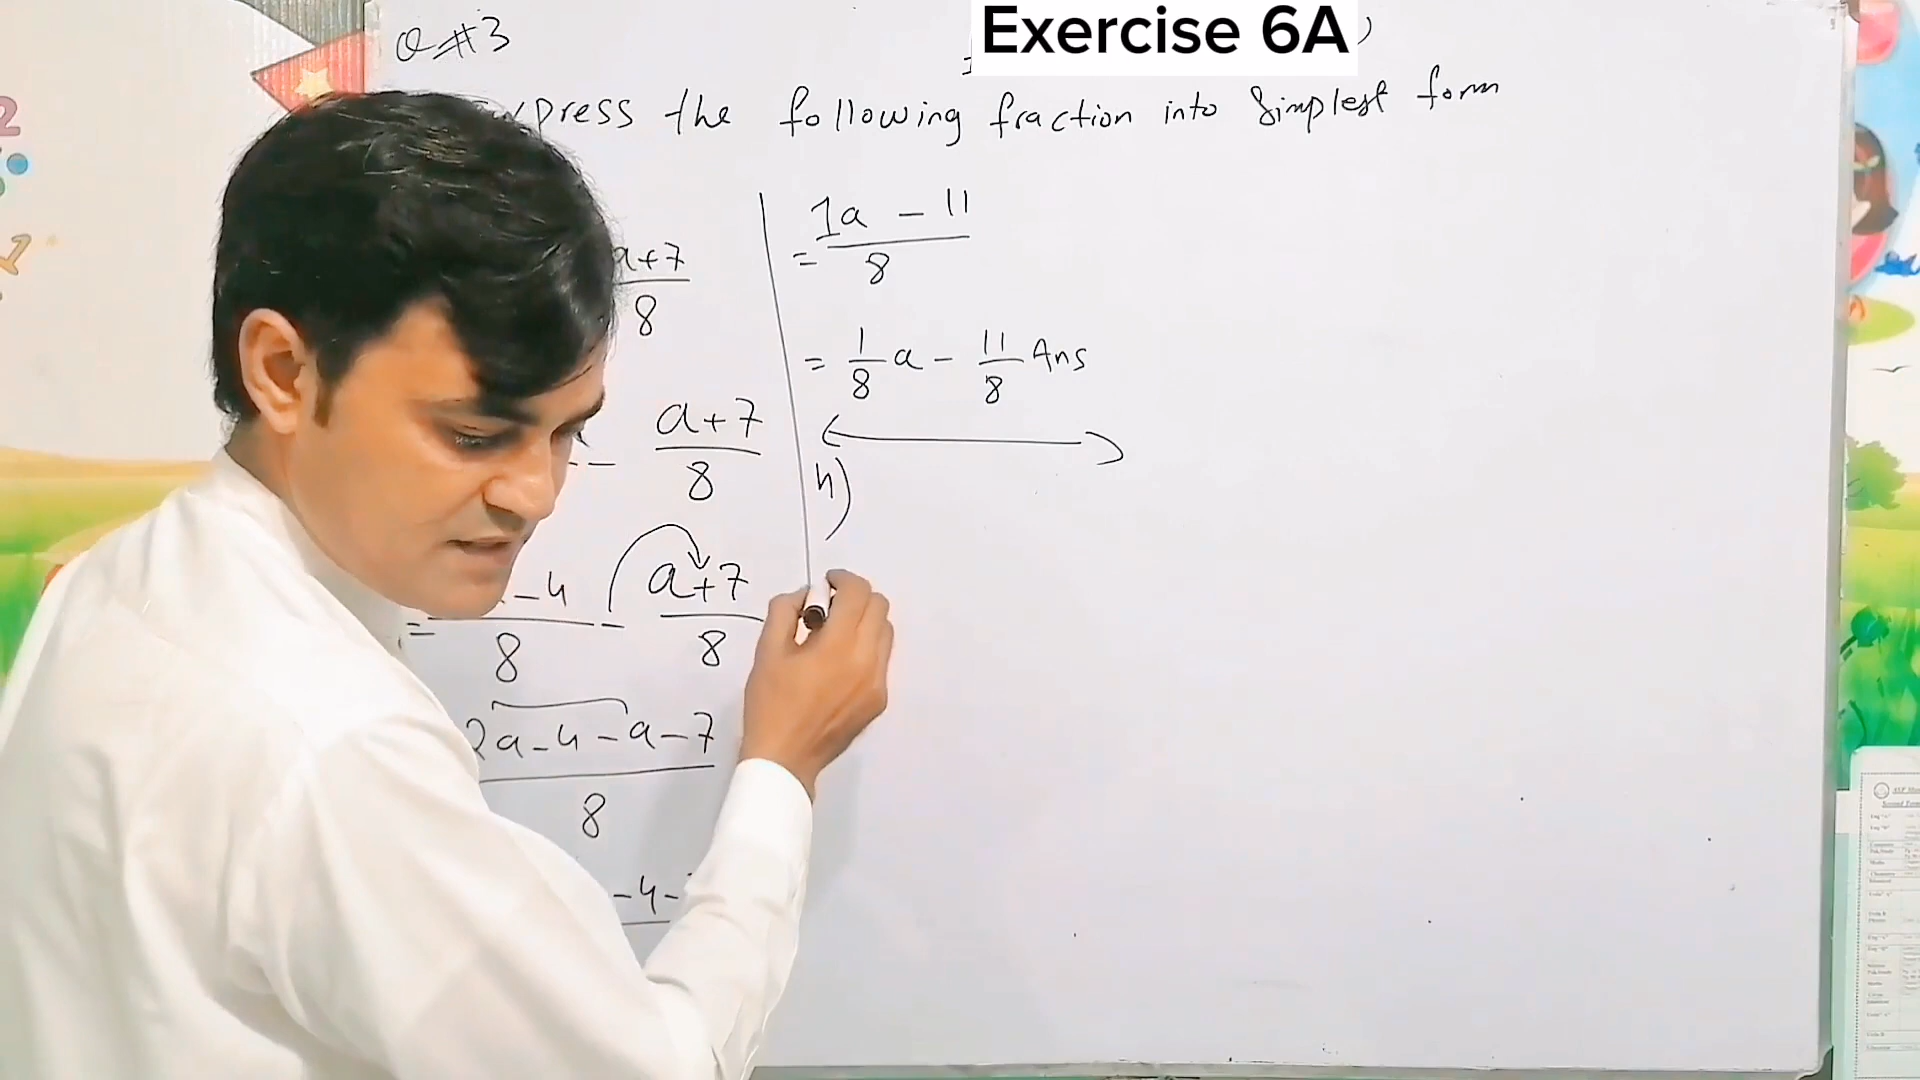 Exercise 6A
Q#3
press the following fraction into Simplest form
a+7
8
- a+7
8
- 4 - a+7
= 8 8
2a-4-a-7
8
-4-
= 1a - 11
8
= 1/8 a - 11/8 Ans
h)